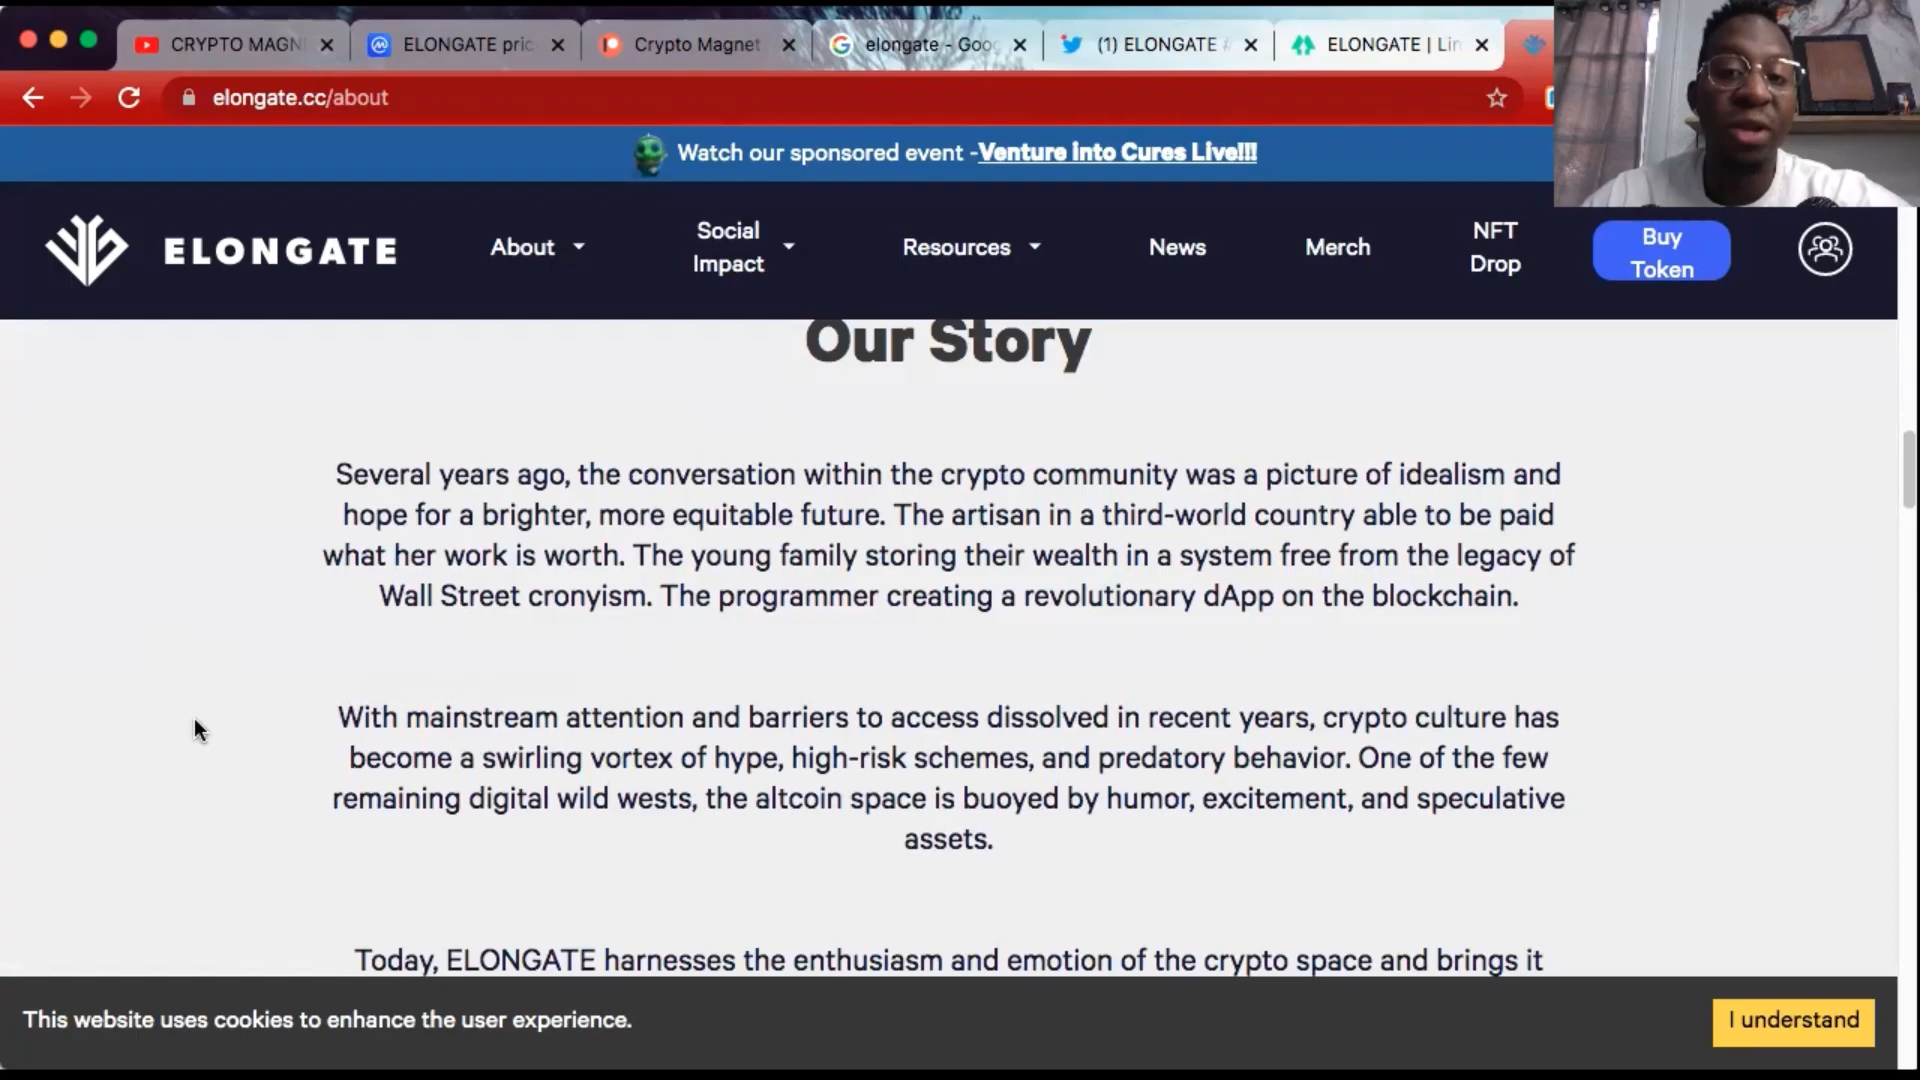 CRYPTO MAGN
ELONGATE pric
Crypto Magnet
elongate - Goo
(1) ELONGATE
ELONGATE | Lin
elongate.cc/about
Watch our sponsored event -Venture into Cures Live!!!
ELONGATE
About
Social
Impact
Resources
News
Merch
NFT
Drop
Buy
Token
Our Story
Several years ago, the conversation within the crypto community was a picture of idealism and
hope for a brighter, more equitable future. The artisan in a third-world country able to be paid
what her work is worth. The young family storing their wealth in a system free from the legacy of
Wall Street cronyism. The programmer creating a revolutionary dApp on the blockchain.
With mainstream attention and barriers to access dissolved in recent years, crypto culture has
become a swirling vortex of hype, high-risk schemes, and predatory behavior. One of the few
remaining digital wild wests, the altcoin space is buoyed by humor, excitement, and speculative
assets.
Today, ELONGATE harnesses the enthusiasm and emotion of the crypto space and brings it
This website uses cookies to enhance the user experience.
I understand